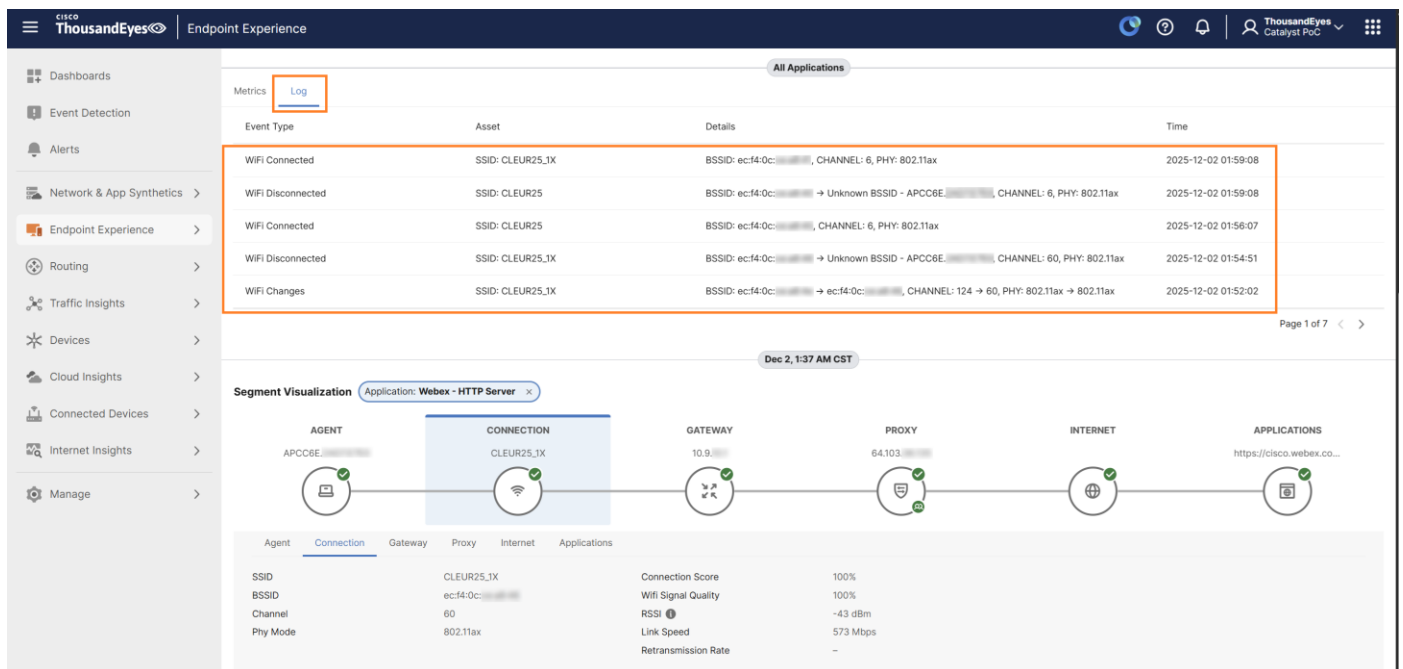 CISCO
ThousandEyes
Endpoint Experience
ThousandEyes
Catalyst PoC
Dashboards
Event Detection
Alerts
Network & App Synthetics
Endpoint Experience
Routing
Traffic Insights
Devices
Cloud Insights
Connected Devices
Internet Insights
Manage
All Applications
Metrics Log
Event Type Asset Details Time
WiFi Connected SSID: CLEUR25_1X BSSID: ec:f4:0c: , CHANNEL: 6, PHY: 802.11ax 2025-12-02 01:59:08
WiFi Disconnected SSID: CLEUR25 BSSID: ec:f4:0c: → Unknown BSSID - APCC6E. , CHANNEL: 6, PHY: 802.11ax 2025-12-02 01:59:08
WiFi Connected SSID: CLEUR25 BSSID: ec:f4:0c: , CHANNEL: 6, PHY: 802.11ax 2025-12-02 01:56:07
WiFi Disconnected SSID: CLEUR25_1X BSSID: ec:f4:0c: → Unknown BSSID - APCC6E. , CHANNEL: 60, PHY: 802.11ax 2025-12-02 01:54:51
WiFi Changes SSID: CLEUR25_1X BSSID: ec:f4:0c: → ec:f4:0c: , CHANNEL: 124 → 60, PHY: 802.11ax → 802.11ax 2025-12-02 01:52:02
Page 1 of 7
Dec 2, 1:37 AM CST
Segment Visualization Application: Webex - HTTP Server ×
AGENT CONNECTION GATEWAY PROXY INTERNET APPLICATIONS
APCC6E. CLEUR25_1X 10.9. 64.103. https://cisco.webex.co...
Agent Connection Gateway Proxy Internet Applications
SSID CLEUR25_1X Connection Score 100%
BSSID ec:f4:0c: Wifi Signal Quality 100%
Channel 60 RSSI -43 dBm
Phy Mode 802.11ax Link Speed 573 Mbps
Retransmission Rate –